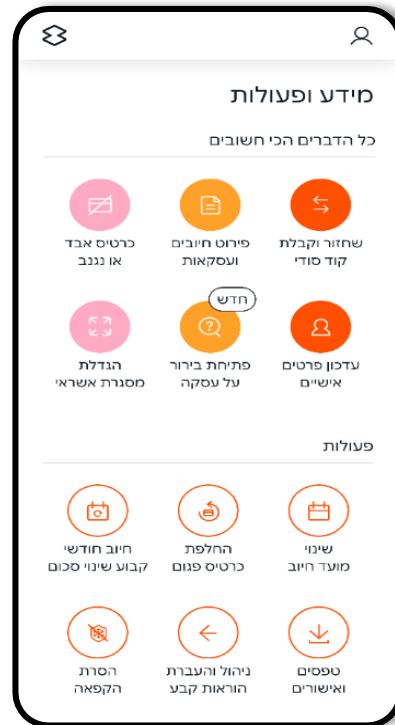 מידע ופעולות
כל הדברים הכי חשובים
שחזור וקבלת
קוד סודי
פירוט חיובים
ועסקאות
כרטיס אבד
או נגנב
חדש
עדכון פרטים
אישיים
פתיחת בירור
על עסקה
הגדלת
מסגרת אשראי
פעולות
שינוי
מועד חיוב
החלפת
כרטיס פגום
חיוב חודשי
קבוע שינוי סכום
טפסים
ואישורים
ניהול והעברת
הוראות קבע
הסרת
הקפאה